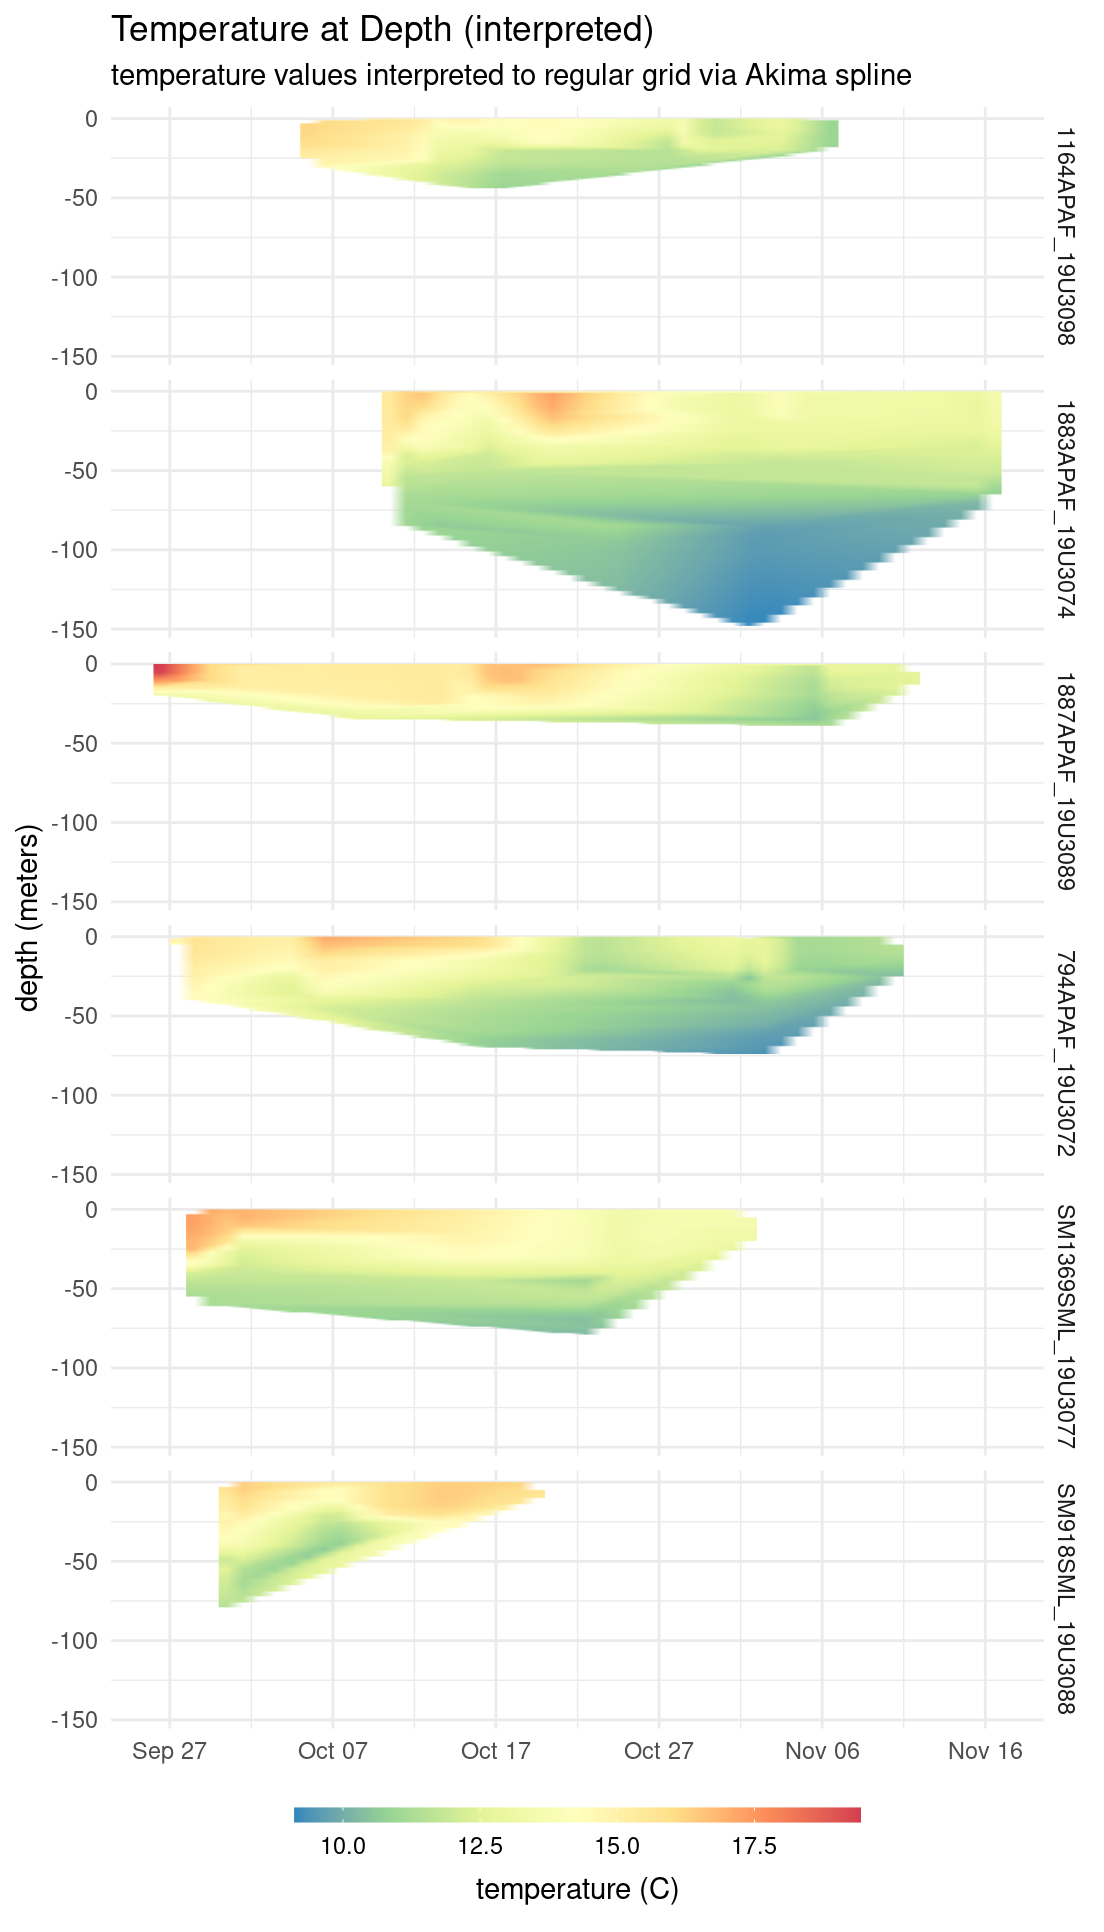 Temperature at Depth (interpreted)
temperature values interpreted to regular grid via Akima spline
depth (meters)
0
-50
-100
-150
1164APAF_19U3098
0
-50
-100
-150
1883APAF_19U3074
0
-50
-100
-150
1887APAF_19U3089
0
-50
-100
-150
794APAF_19U3072
0
-50
-100
-150
SM1369SML_19U3077
0
-50
-100
-150
SM918SML_19U3088
Sep 27 Oct 07 Oct 17 Oct 27 Nov 06 Nov 16
10.0 12.5 15.0 17.5
temperature (C)